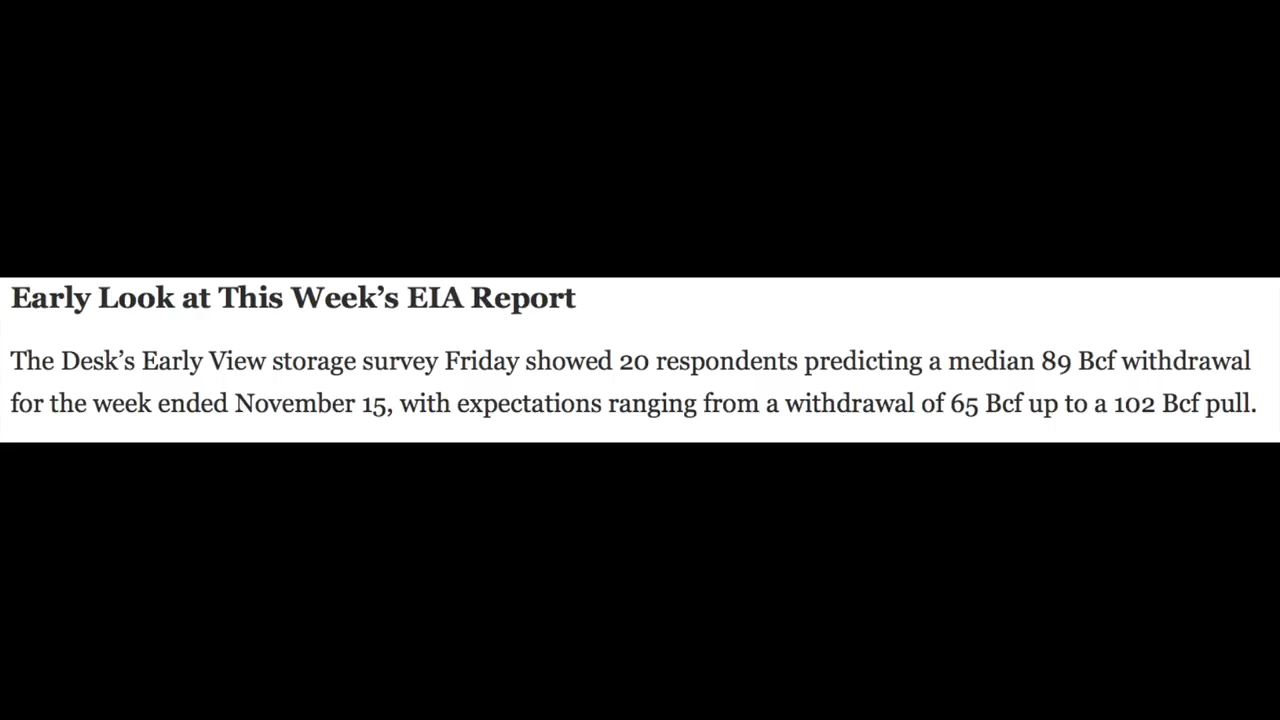 Early Look at This Week’s EIA Report
The Desk’s Early View storage survey Friday showed 20 respondents predicting a median 89 Bcf withdrawal
for the week ended November 15, with expectations ranging from a withdrawal of 65 Bcf up to a 102 Bcf pull.